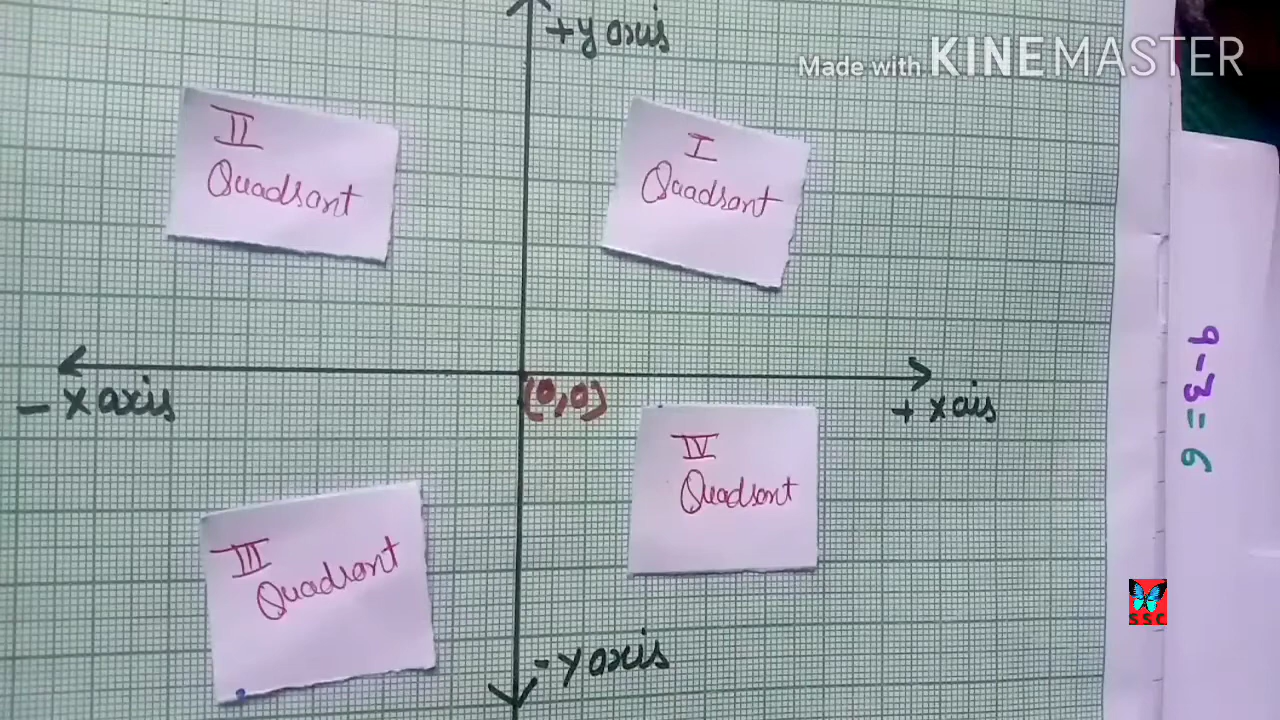 +y axis
Made with KINEMASTER
II
Quadrant
I
Quadrant
- x axis
(0,0)
+ x ais
IV
Quadrant
III
Quadrant
- y axis
9-3=6
SSC